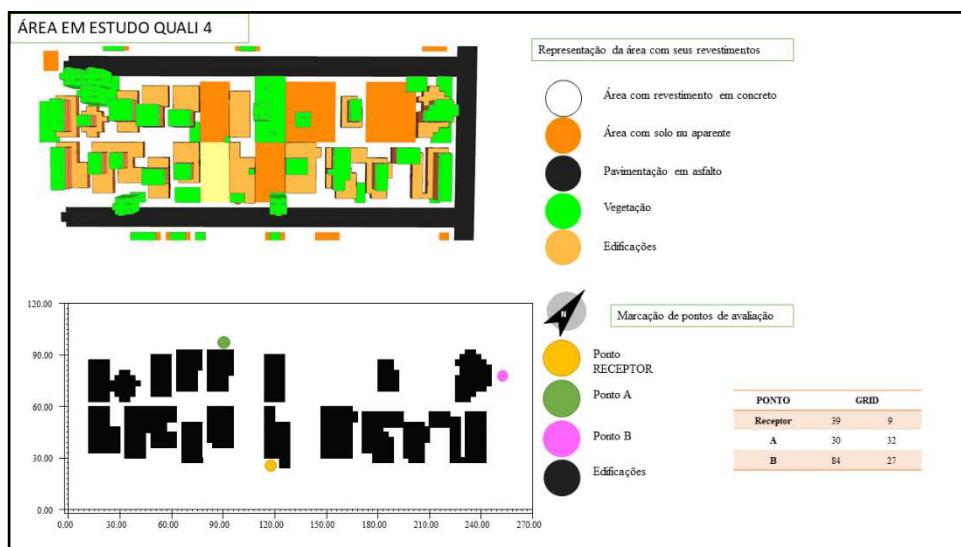 ÁREA EM ESTUDO QUALI 4
Representação da área com seus revestimentos
Área com revestimento em concreto
Área com solo nu aparente
Pavimentação em asfalto
Vegetação
Edificações
120.00
90.00
60.00
30.00
0.00
0.00 30.00 60.00 90.00 120.00 150.00 180.00 210.00 240.00 270.00
N
Marcação de pontos de avaliação
Ponto
RECEPTOR
Ponto A
Ponto B
Edificações
PONTO GRID
Receptor 39 9
A 30 32
B 84 27